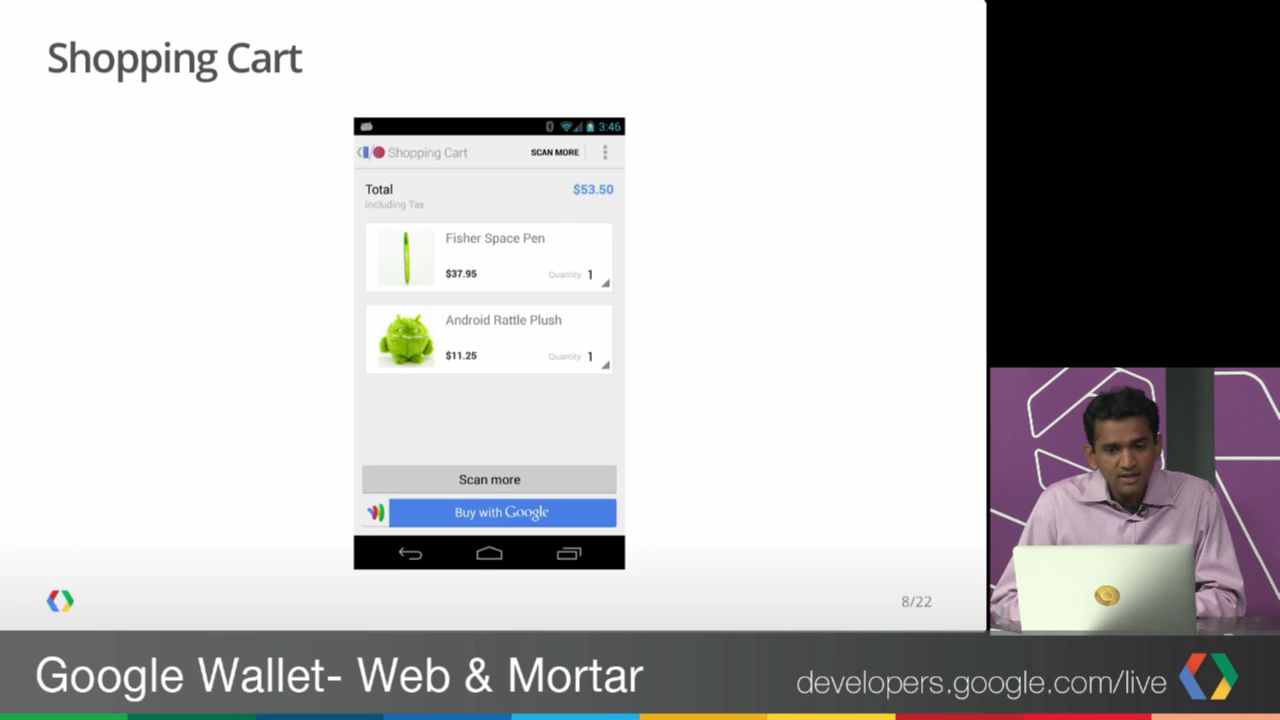 Shopping Cart
3:46
Shopping Cart
SCAN MORE
Total
$53.50
including Tax
Fisher Space Pen
$37.95
Quantity 1
Android Rattle Plush
$11.25
Quantity 1
Scan more
Buy with Google
8/22
Google Wallet- Web & Mortar
developers.google.com/live